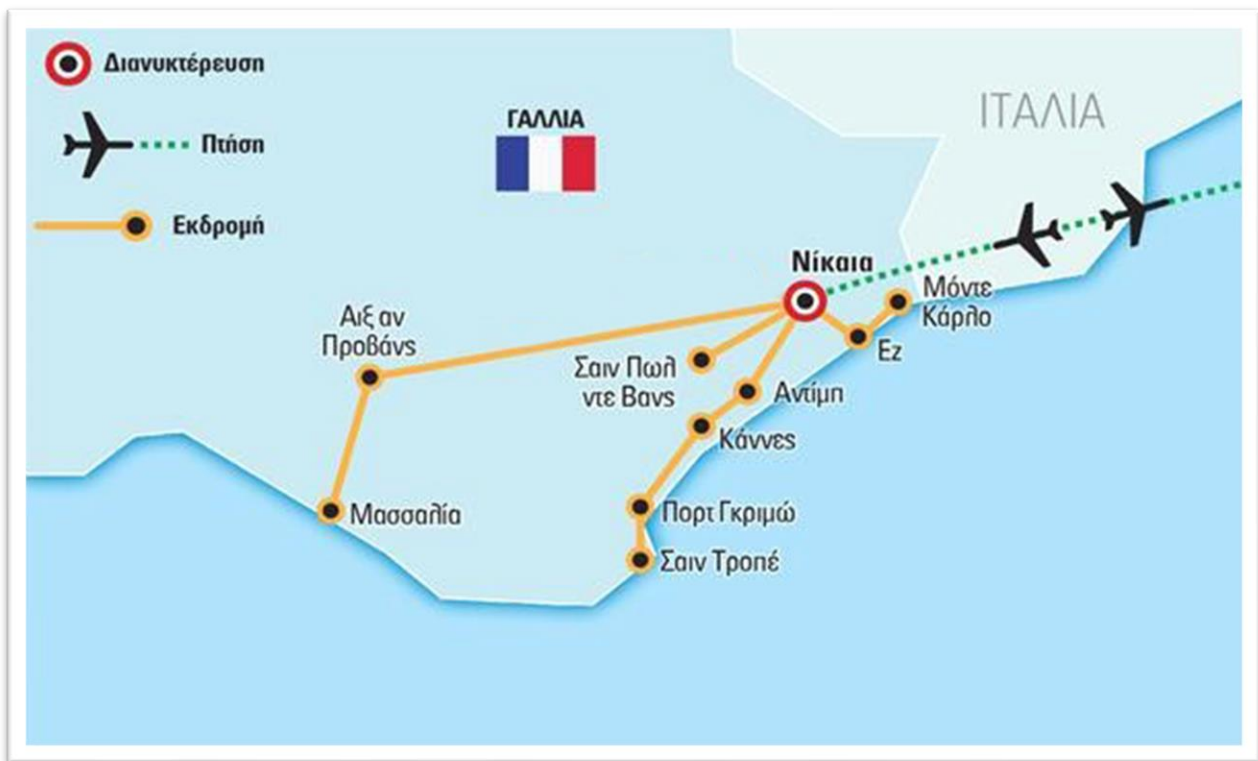 Διανυκτέρευση
Πτήση
Εκδρομή
ΓΑΛΛΙΑ
ΙΤΑΛΙΑ
Νίκαια
Μόντε
Κάρλο
Εz
Αιξ αν
Προβάνς
Σαιν Πωλ
ντε Βανς
Αντίμπ
Κάννες
Πορτ Γκριμώ
Σαιν Τροπέ
Μασσαλία